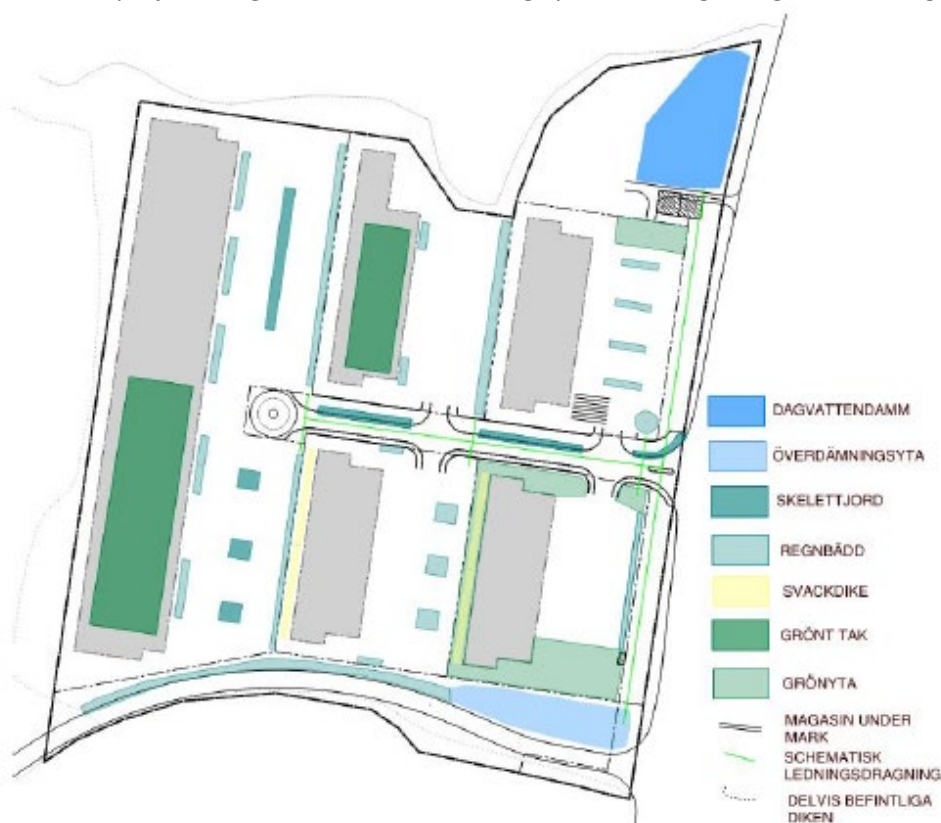 DAGVATTENDAMM
ÖVERDÄMNINGSYTA
SKELETTJORD
REGNBÄDD
SVACKDIKE
GRÖNT TAK
GRÖNYTA
MAGASIN UNDER
MARK
SCHEMATISK
LEDNINGSDRAGNING
DELVIS BEFINTLIGA
DIKEN